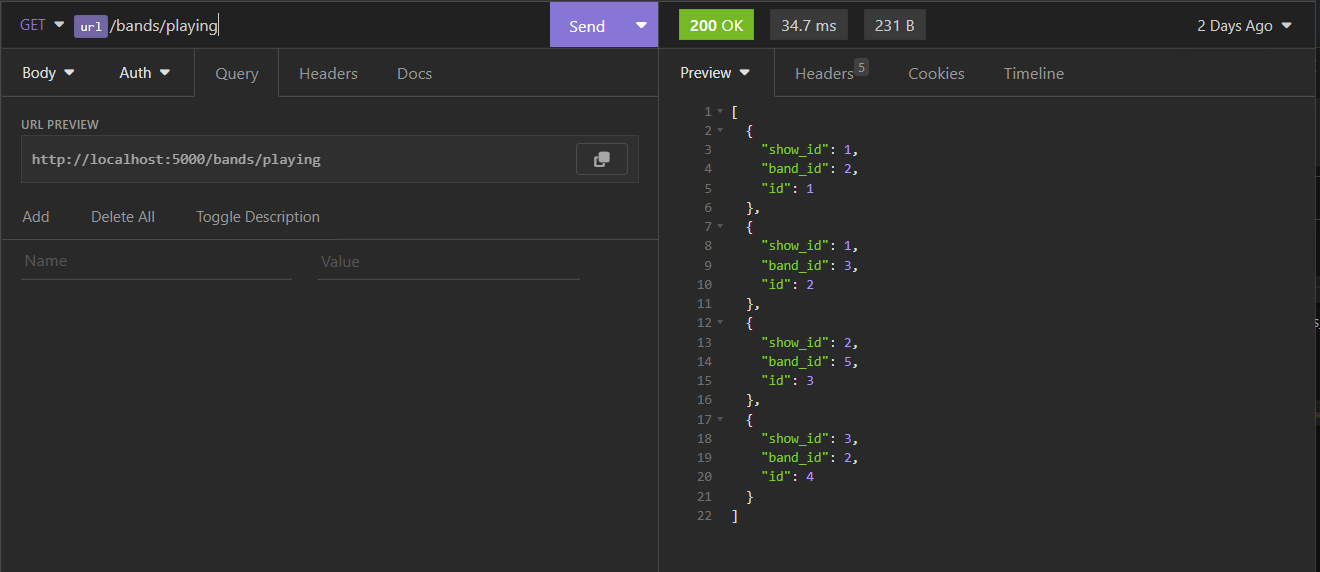 GET url /bands/playing Send 200 OK 34.7 ms 231 B 2 Days Ago
Body Auth Query Headers Docs Preview Headers 5 Cookies Timeline
URL PREVIEW
http://localhost:5000/bands/playing
Add Delete All Toggle Description
Name Value
1 [
2 {
3 "show_id": 1,
4 "band_id": 2,
5 "id": 1
6 },
7 {
8 "show_id": 1,
9 "band_id": 3,
10 "id": 2
11 },
12 {
13 "show_id": 2,
14 "band_id": 5,
15 "id": 3
16 },
17 {
18 "show_id": 3,
19 "band_id": 2,
20 "id": 4
21 }
22 ]